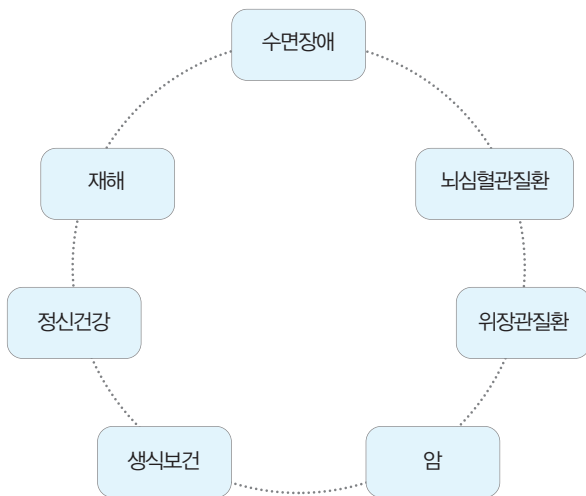 수면장애
뇌심혈관질환
위장관질환
암
생식보건
정신건강
재해